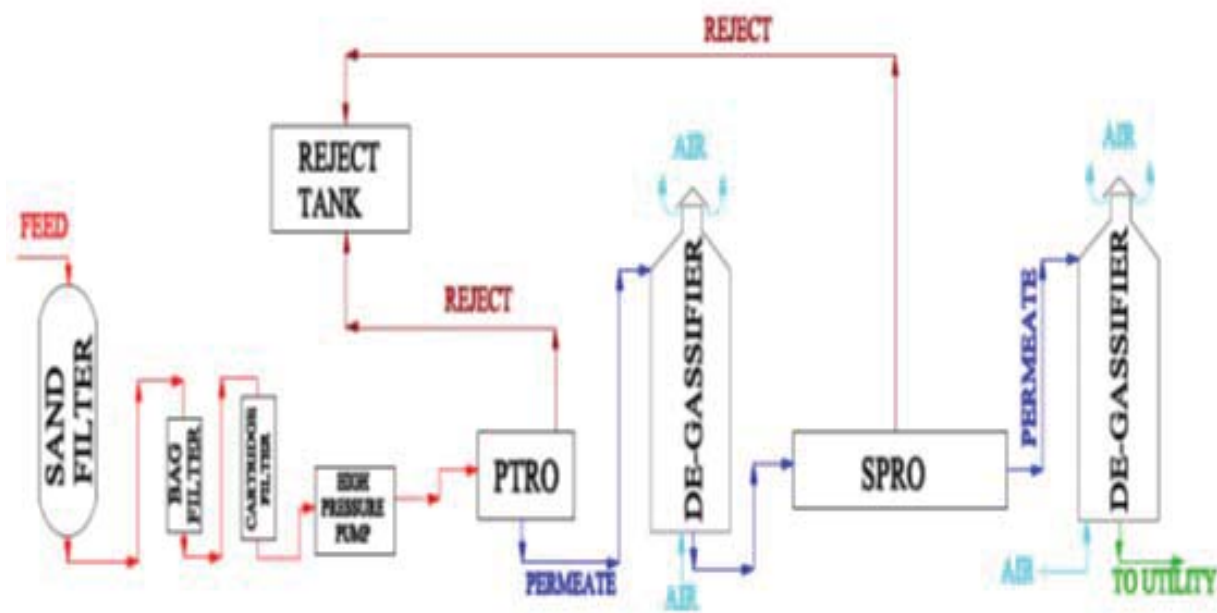 REJECT
REJECT
TANK
AIR
AIR
FEED
REJECT
SAND
FILTER
BAG
FILTER
CARTRIDGE
FILTER
HIGH
PRESSURE
PUMP
PTRO
PERMEATE
DE-GASSIFIER
AIR
SPRO
PERMEATE
DE-GASSIFIER
AIR
TO UTILITY